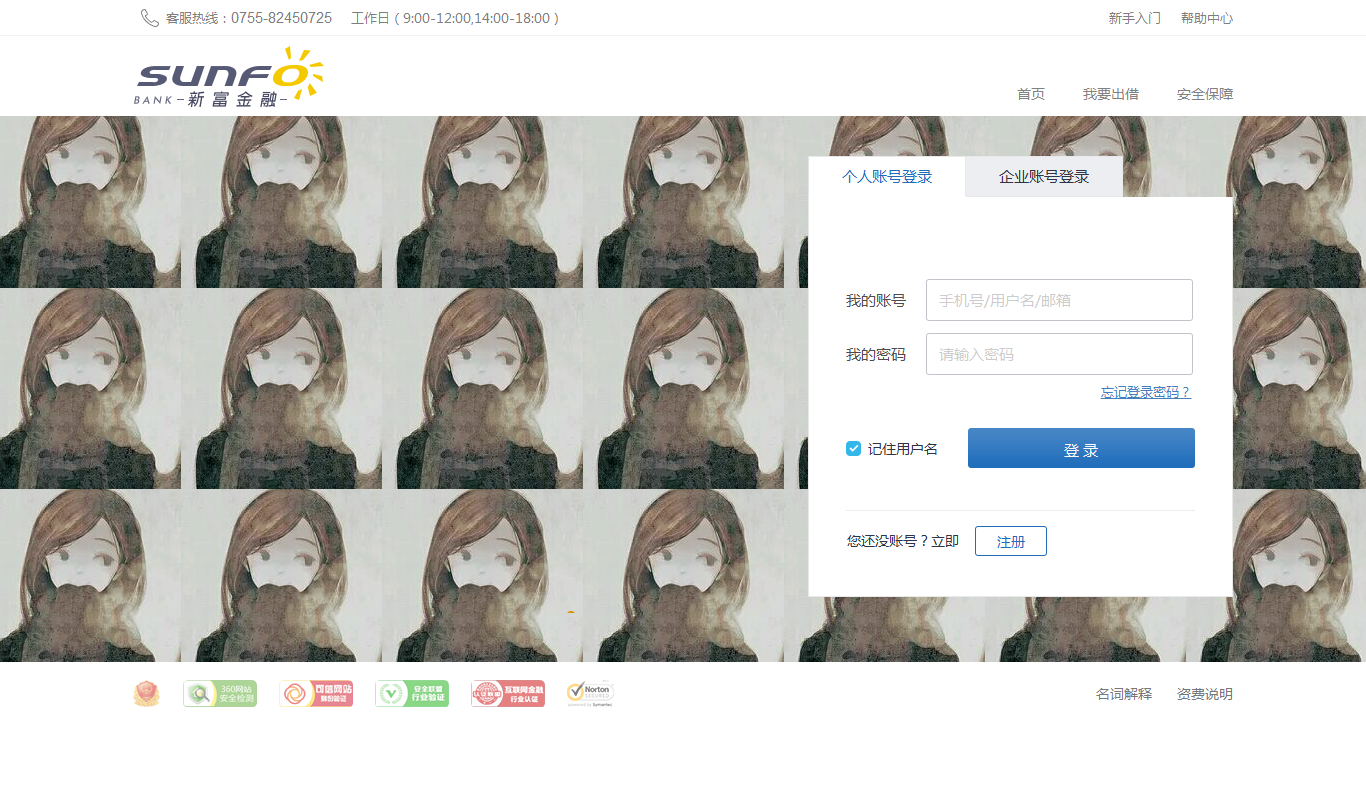 客服热线：0755-82450725 工作日（9:00-12:00,14:00-18:00）
新手入门 帮助中心
SUNFO
BANK 新富金融
首页 我要出借 安全保障
个人账号登录 企业账号登录
我的账号 手机号/用户名/邮箱
我的密码 请输入密码
忘记登录密码？
记住用户名 登 录
您还没账号？立即 注册
360网站
安全检测
可信网站
身份验证
安全联盟
行业验证
互联网金融
行业认证
Norton
SECURED
powered by Symantec
名词解释 资费说明